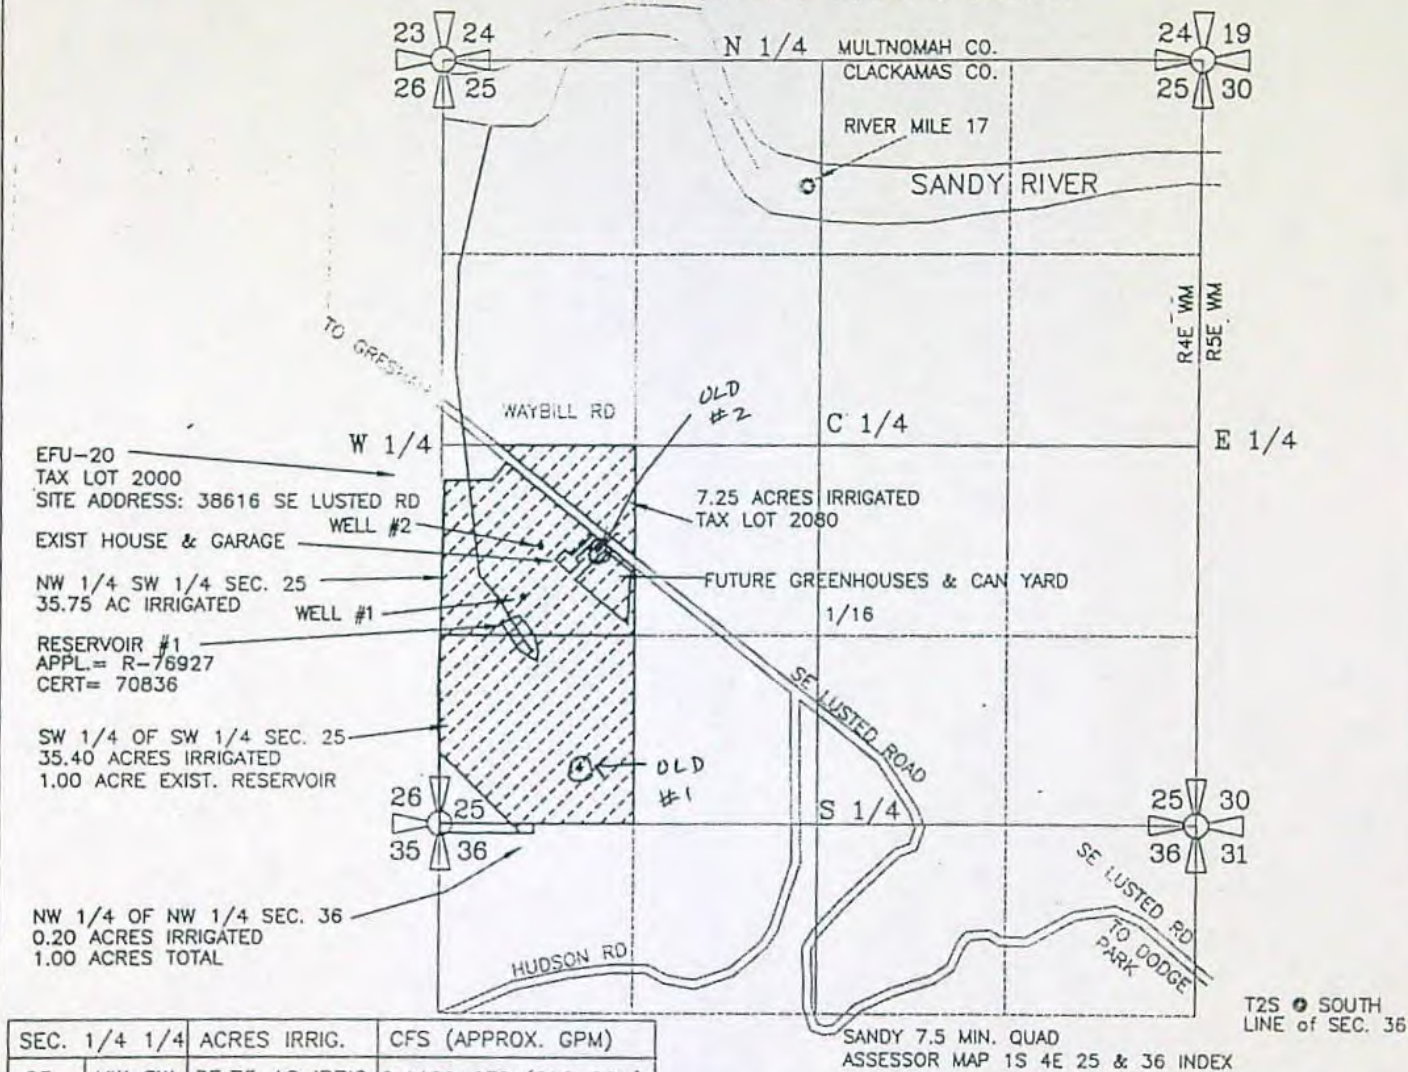 23 24
26 25
N 1/4 MULTNOMAH CO.
CLACKAMAS CO.
24 19
25 30
RIVER MILE 17
SANDY RIVER
R4E WM
R5E WM
TO GRESHAM
WAYBILL RD
OLD
#2
W 1/4
C 1/4
E 1/4
EFU-20
TAX LOT 2000
SITE ADDRESS: 38616 SE LUSTED RD
WELL #2
EXIST HOUSE & GARAGE
7.25 ACRES IRRIGATED
TAX LOT 2080
NW 1/4 SW 1/4 SEC. 25
35.75 AC IRRIGATED
WELL #1
FUTURE GREENHOUSES & CAN YARD
1/16
RESERVOIR #1
APPL.= R-76927
CERT= 70836
SE LUSTED ROAD
SW 1/4 OF SW 1/4 SEC. 25
35.40 ACRES IRRIGATED
1.00 ACRE EXIST. RESERVOIR
OLD
#1
26 25
35 36
S 1/4
25 30
36 31
SE LUSTED RD
TO DODGE
PARK
NW 1/4 OF NW 1/4 SEC. 36
0.20 ACRES IRRIGATED
1.00 ACRES TOTAL
HUDSON RD
T2S @ SOUTH
LINE of SEC. 36
SEC. 1/4 1/4 ACRES IRRIG. CFS (APPROX. GPM)
SANDY 7.5 MIN. QUAD
ASSESSOR MAP 1S 4E 25 & 36 INDEX